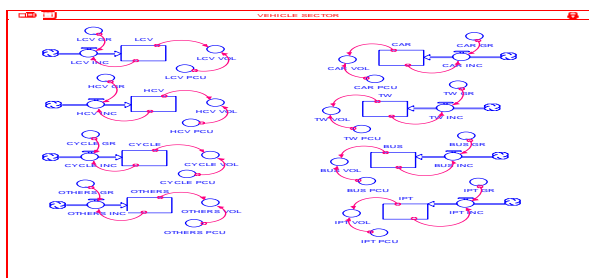 VEHICLE SECTOR
LCV GR
LCV
LCV INC
LCV VOL
LCV PCU
HCV GR
HCV
HCV INC
HCV VOL
HCV PCU
CYCLE GR
CYCLE
CYCLE INC
CYCLE VOL
CYCLE PCU
OTHERS GR
OTHERS
OTHERS INC
OTHERS VOL
OTHERS PCU
CAR
CAR GR
CAR VOL
CAR INC
CAR PCU
TW GR
TW
TW VOL
TW INC
TW PCU
BUS GR
BUS
BUS VOL
BUS INC
BUS PCU
IPT GR
IPT
IPT VOL
IPT INC
IPT PCU